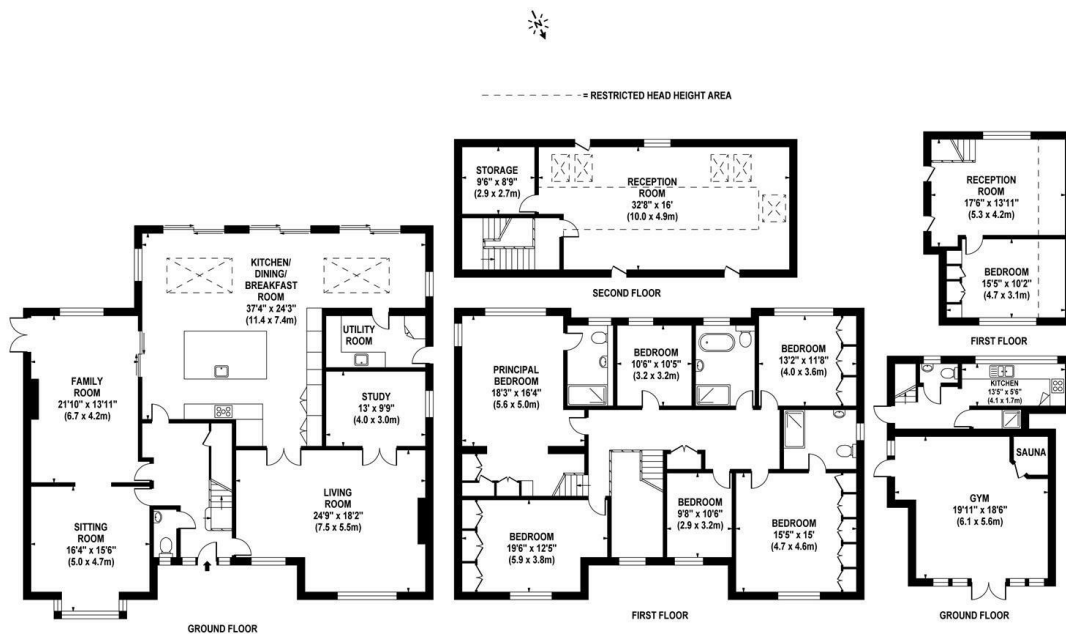 N
= RESTRICTED HEAD HEIGHT AREA
STORAGE
9'6" x 8'9"
(2.9 x 2.7m)
RECEPTION
ROOM
32'8" x 16'
(10.0 x 4.9m)
SECOND FLOOR
RECEPTION
ROOM
17'6" x 13'11"
(5.3 x 4.2m)
BEDROOM
15'5" x 10'2"
(4.7 x 3.1m)
FIRST FLOOR
KITCHEN/
DINING/
BREAKFAST
ROOM
37'4" x 24'3"
(11.4 x 7.4m)
UTILITY
ROOM
FAMILY
ROOM
21'10" x 13'11"
(6.7 x 4.2m)
STUDY
13' x 9'9"
(4.0 x 3.0m)
SITTING
ROOM
16'4" x 15'6"
(5.0 x 4.7m)
LIVING
ROOM
24'9" x 18'2"
(7.5 x 5.5m)
GROUND FLOOR
PRINCIPAL
BEDROOM
18'3" x 16'4"
(5.6 x 5.0m)
BEDROOM
10'6" x 10'5"
(3.2 x 3.2m)
BEDROOM
13'2" x 11'8"
(4.0 x 3.6m)
BEDROOM
19'6" x 12'5"
(5.9 x 3.8m)
BEDROOM
9'8" x 10'6"
(2.9 x 3.2m)
BEDROOM
15'5" x 15'
(4.7 x 4.6m)
FIRST FLOOR
KITCHEN
13'5" x 5'6"
(4.1 x 1.7m)
SAUNA
GYM
19'11" x 18'6"
(6.1 x 5.6m)
GROUND FLOOR